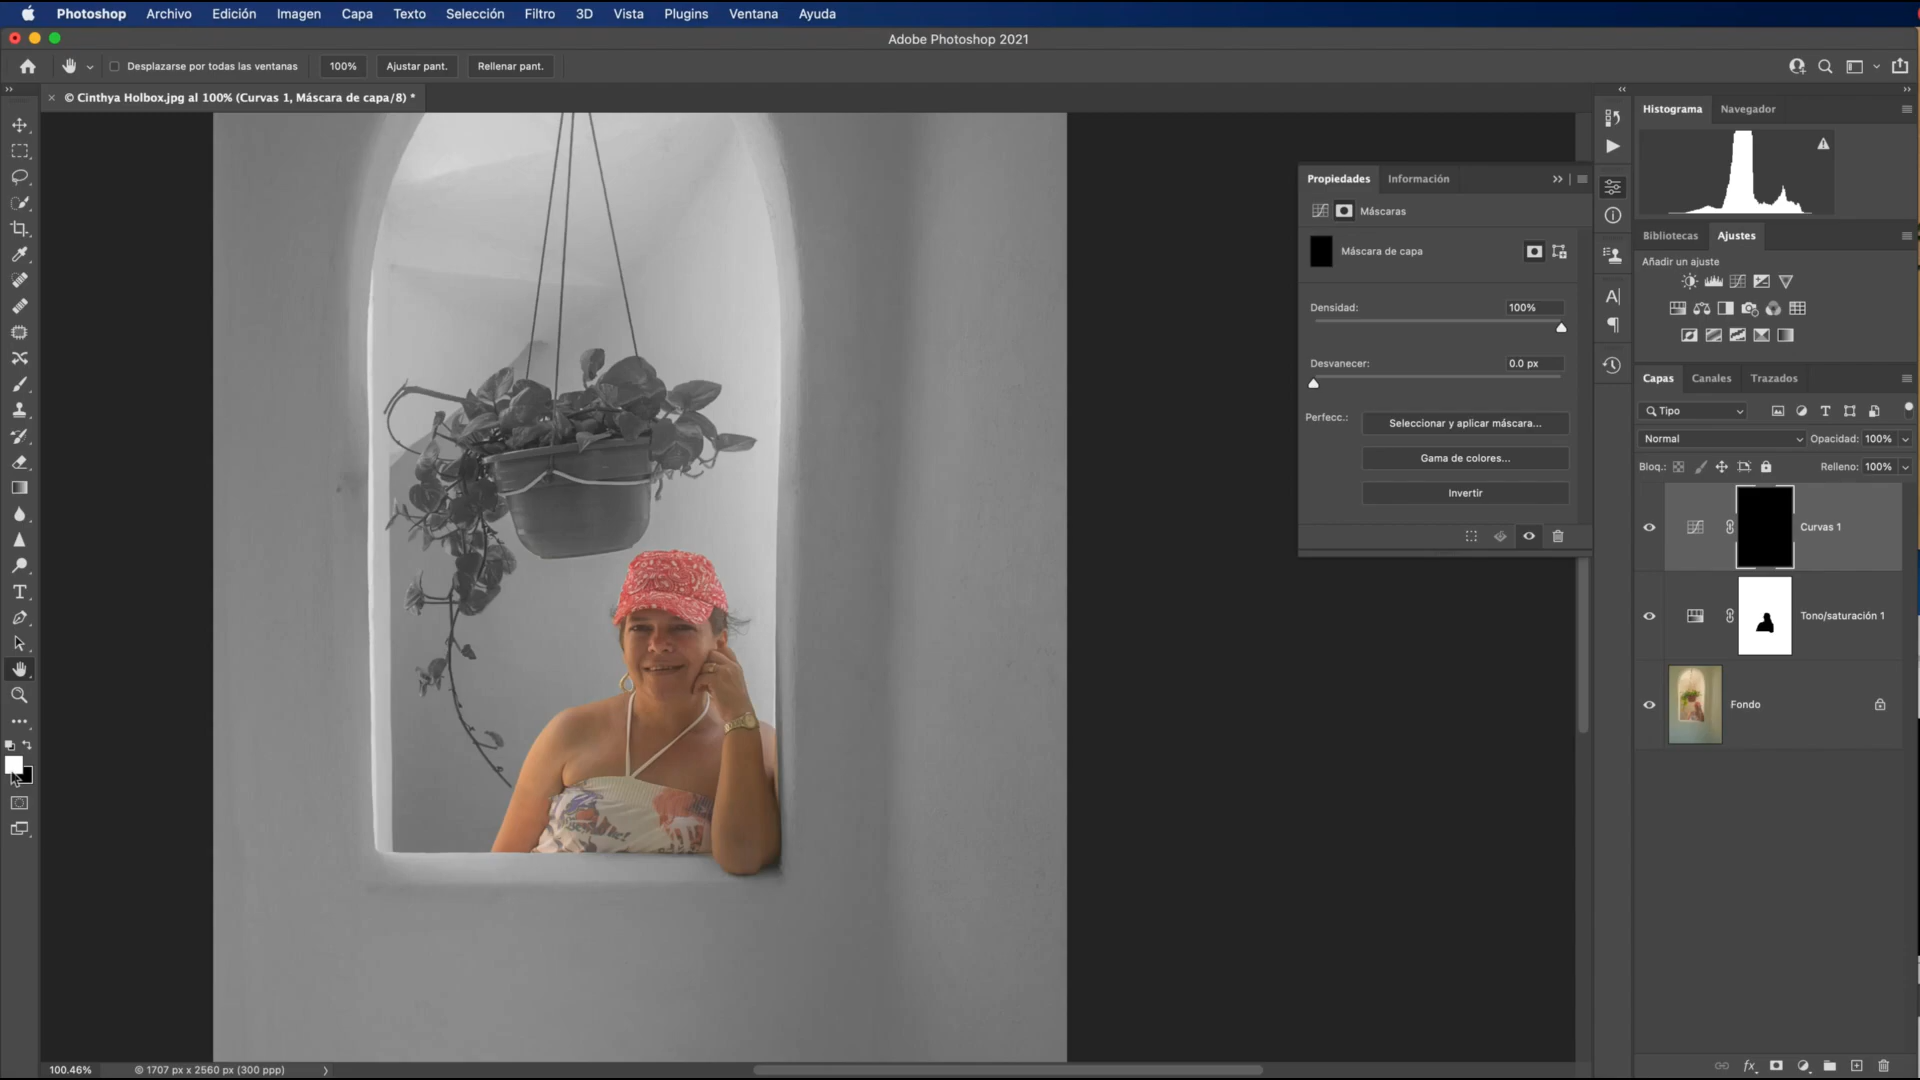 Photoshop Archivo Edición Imagen Capa Texto Selección Filtro 3D Vista Plugins Ventana Ayuda
Adobe Photoshop 2021
Desplazarse por todas las ventanas 100% Ajustar pant. Rellenar pant.
× © Cinthya Holbox.jpg al 100% (Curvas 1, Máscara de capa/8) *
Histograma Navegador
Propiedades Información
Máscaras
Máscara de capa
Densidad: 100%
Desvanecer: 0.0 px
Perfecc.: Seleccionar y aplicar máscara...
Gama de colores...
Invertir
Bibliotecas Ajustes
Añadir un ajuste
Capas Canales Trazados
Tipo
Normal Opacidad: 100%
Bloq.: Relleno: 100%
Curvas 1
Tono/saturación 1
Fondo
100.46% © 1707 px x 2560 px (300 ppp)